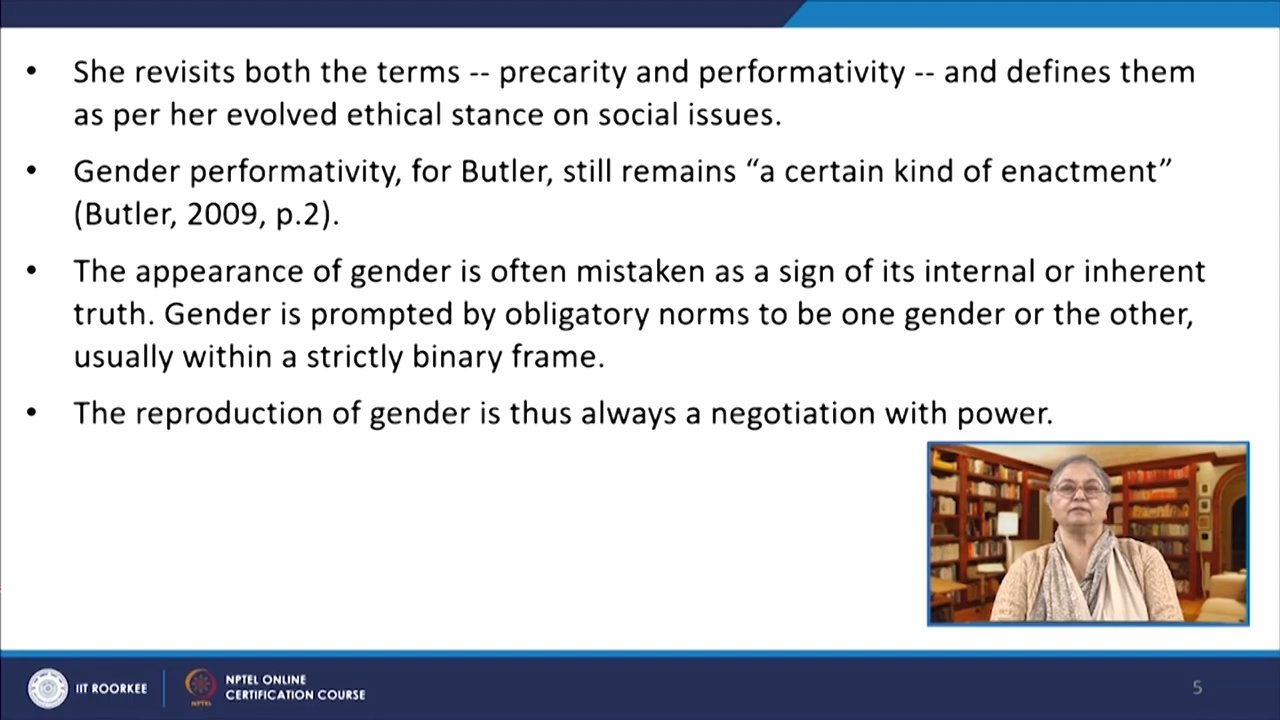 • She revisits both the terms -- precarity and performativity -- and defines them
as per her evolved ethical stance on social issues.
• Gender performativity, for Butler, still remains “a certain kind of enactment”
(Butler, 2009, p.2).
• The appearance of gender is often mistaken as a sign of its internal or inherent
truth. Gender is prompted by obligatory norms to be one gender or the other,
usually within a strictly binary frame.
• The reproduction of gender is thus always a negotiation with power.
IIT ROORKEE
NPTEL
NPTEL ONLINE
CERTIFICATION COURSE
5